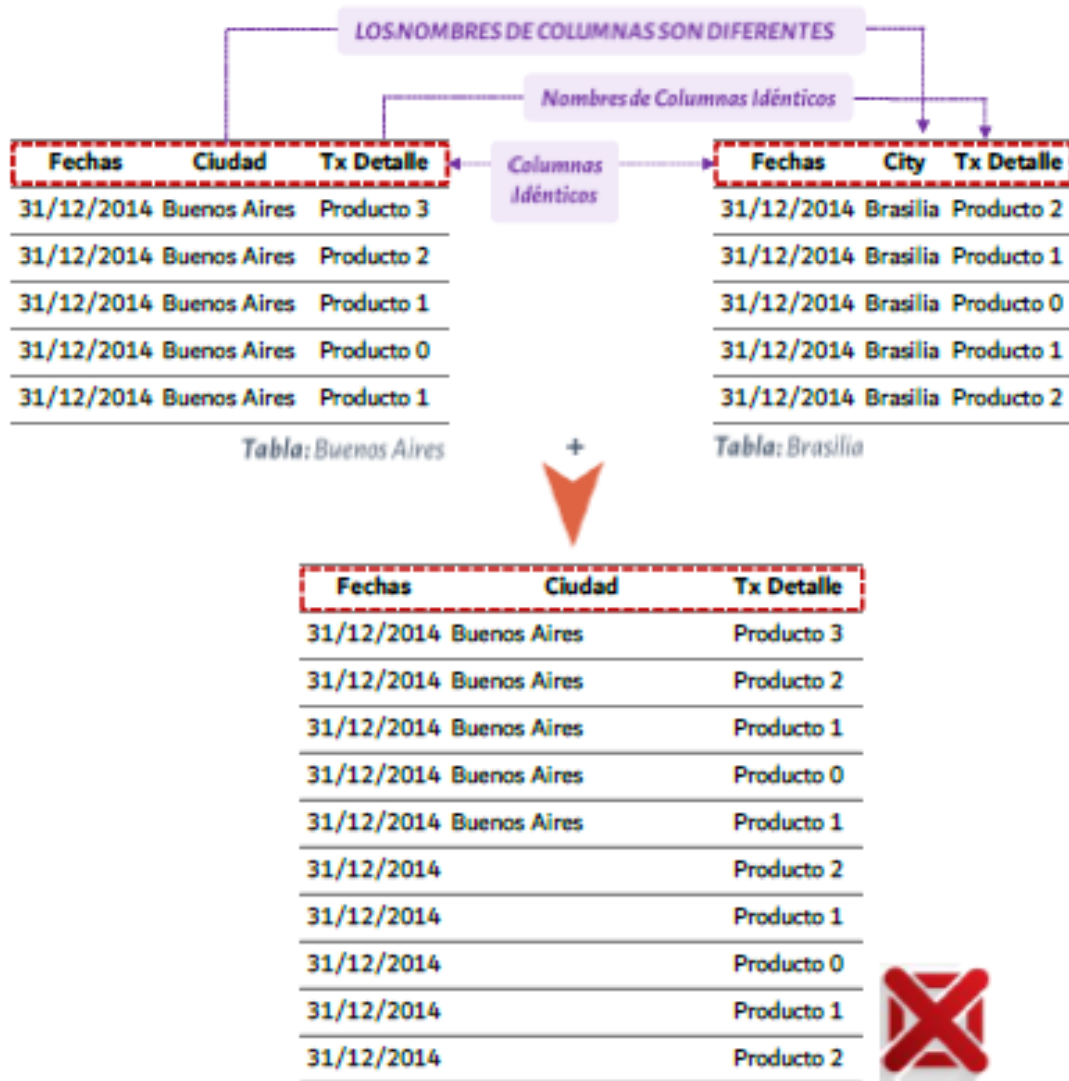 LOS NOMBRES DE COLUMNAS SON DIFERENTES
Nombres de Columnas Idénticos
Columnas
Idénticos
Fechas Ciudad Tx Detalle
31/12/2014 Buenos Aires Producto 3
31/12/2014 Buenos Aires Producto 2
31/12/2014 Buenos Aires Producto 1
31/12/2014 Buenos Aires Producto 0
31/12/2014 Buenos Aires Producto 1
Tabla: Buenos Aires
Fechas City Tx Detalle
31/12/2014 Brasilia Producto 2
31/12/2014 Brasilia Producto 1
31/12/2014 Brasilia Producto 0
31/12/2014 Brasilia Producto 1
31/12/2014 Brasilia Producto 2
Tabla: Brasilia
+
Fechas Ciudad Tx Detalle
31/12/2014 Buenos Aires Producto 3
31/12/2014 Buenos Aires Producto 2
31/12/2014 Buenos Aires Producto 1
31/12/2014 Buenos Aires Producto 0
31/12/2014 Buenos Aires Producto 1
31/12/2014 Producto 2
31/12/2014 Producto 1
31/12/2014 Producto 0
31/12/2014 Producto 1
31/12/2014 Producto 2